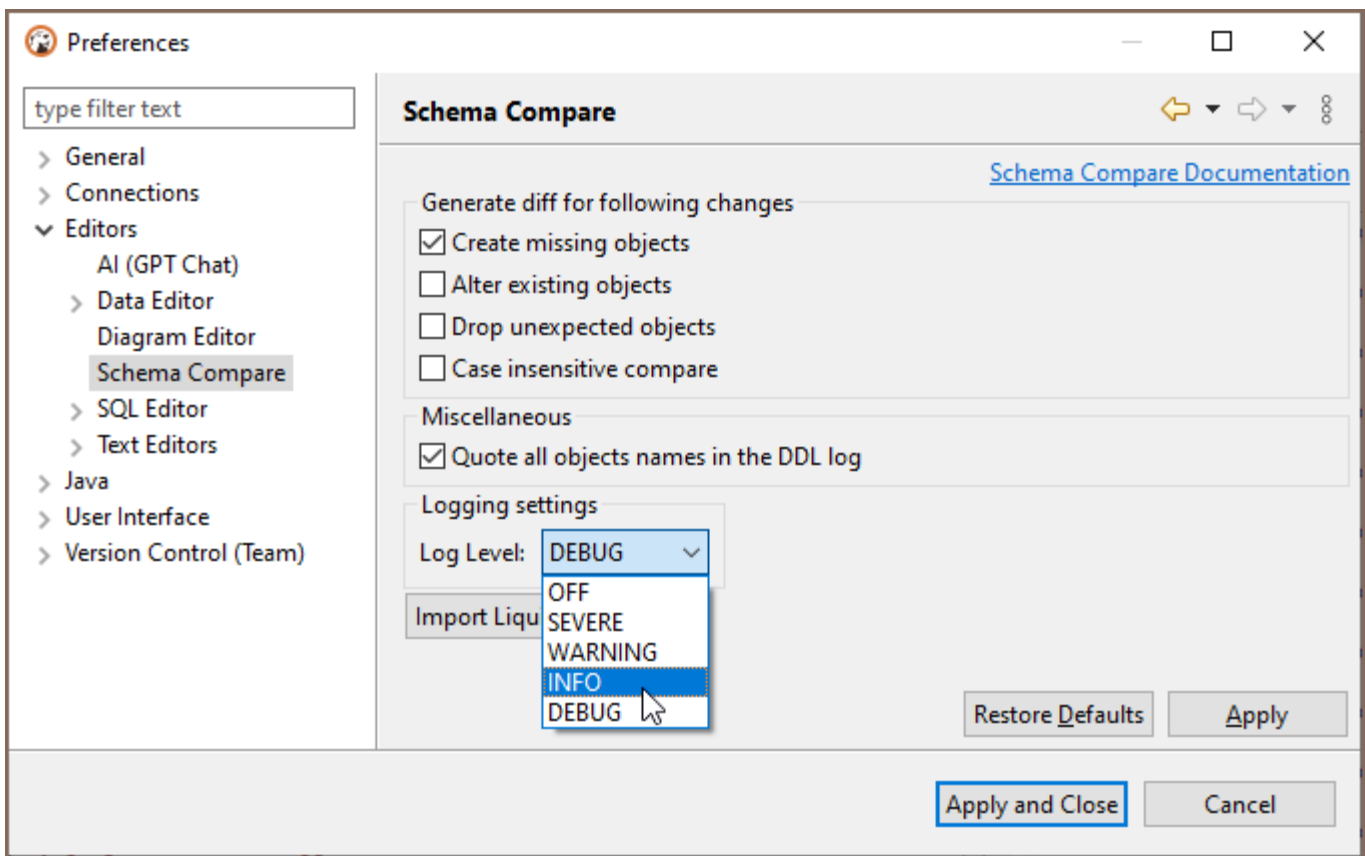 Preferences
type filter text
General
Connections
Editors
AI (GPT Chat)
Data Editor
Diagram Editor
Schema Compare
SQL Editor
Text Editors
Java
User Interface
Version Control (Team)
Schema Compare
Schema Compare Documentation
Generate diff for following changes
Create missing objects
Alter existing objects
Drop unexpected objects
Case insensitive compare
Miscellaneous
Quote all objects names in the DDL log
Logging settings
Log Level: DEBUG
OFF
SEVERE
WARNING
INFO
DEBUG
Import Liqu
Restore Defaults
Apply
Apply and Close
Cancel